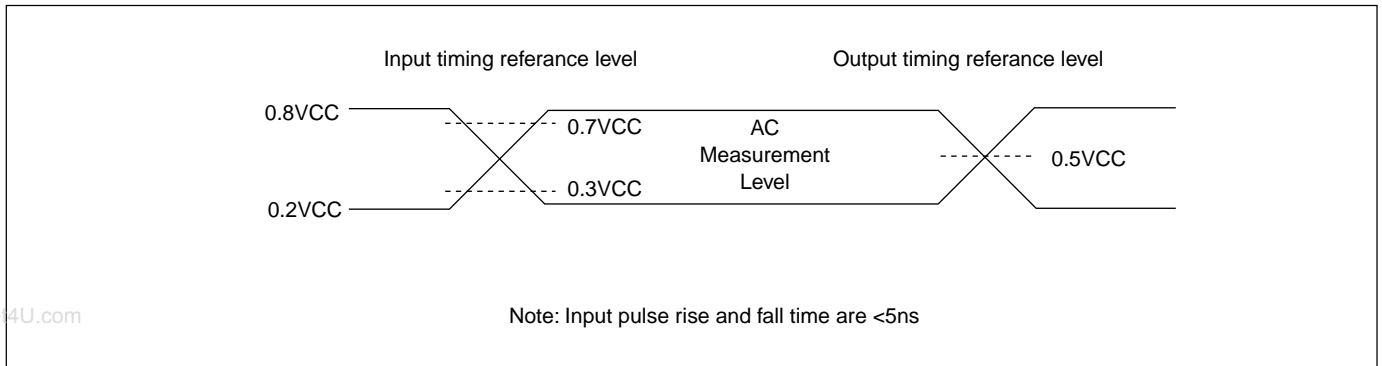 Input timing referance level
Output timing referance level
0.8VCC
0.7VCC
AC
Measurement
Level
0.5VCC
0.3VCC
0.2VCC
4U.com
Note: Input pulse rise and fall time are <5ns